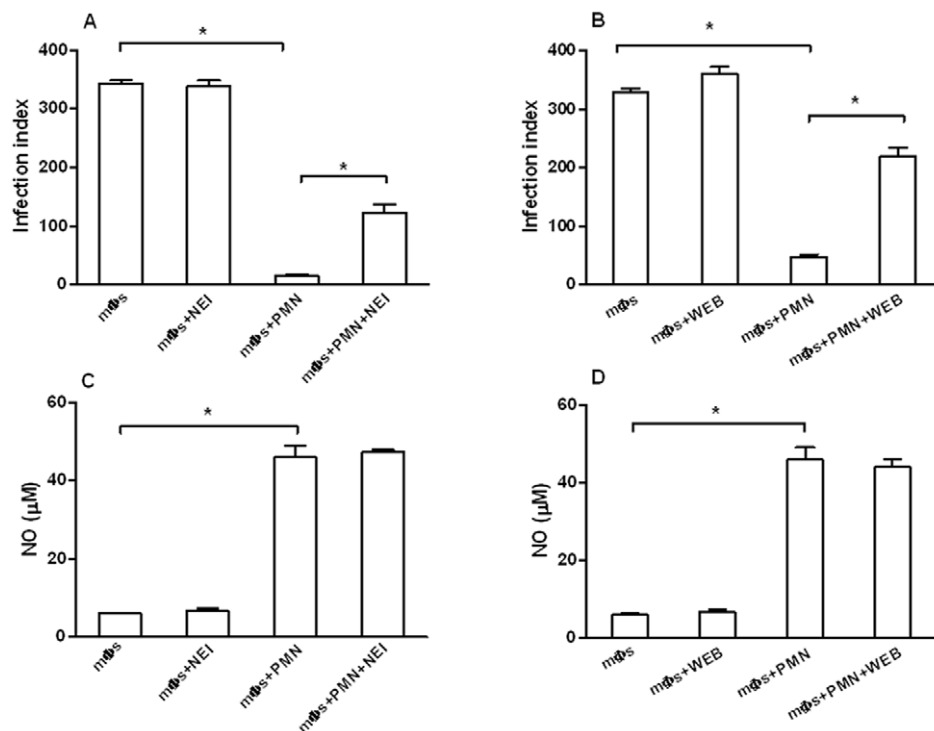 A
*
*
Infection index
400
300
200
100
0
mΦs
mΦs+NEI
mΦs+PMN
mΦs+PMN+NEI
B
*
*
Infection index
400
300
200
100
0
mΦs
mΦs+WEB
mΦs+PMN
mΦs+PMN+WEB
C
*
NO (μM)
60
40
20
0
mΦs
mΦs+NEI
mΦs+PMN
mΦs+PMN+NEI
D
*
NO (μM)
60
40
20
0
mΦs
mΦs+WEB
mΦs+PMN
mΦs+PMN+WEB